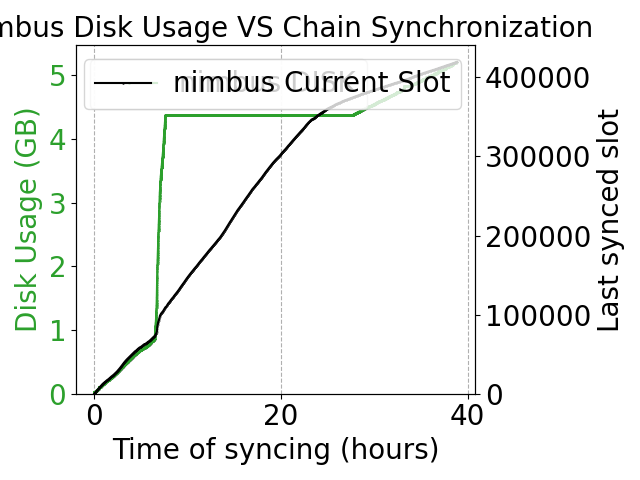 mbus Disk Usage VS Chain Synchronization
nimbus Current Slot
5
4
3
2
1
0
Disk Usage (GB)
400000
300000
200000
100000
0
Last synced slot
0 20 40
Time of syncing (hours)